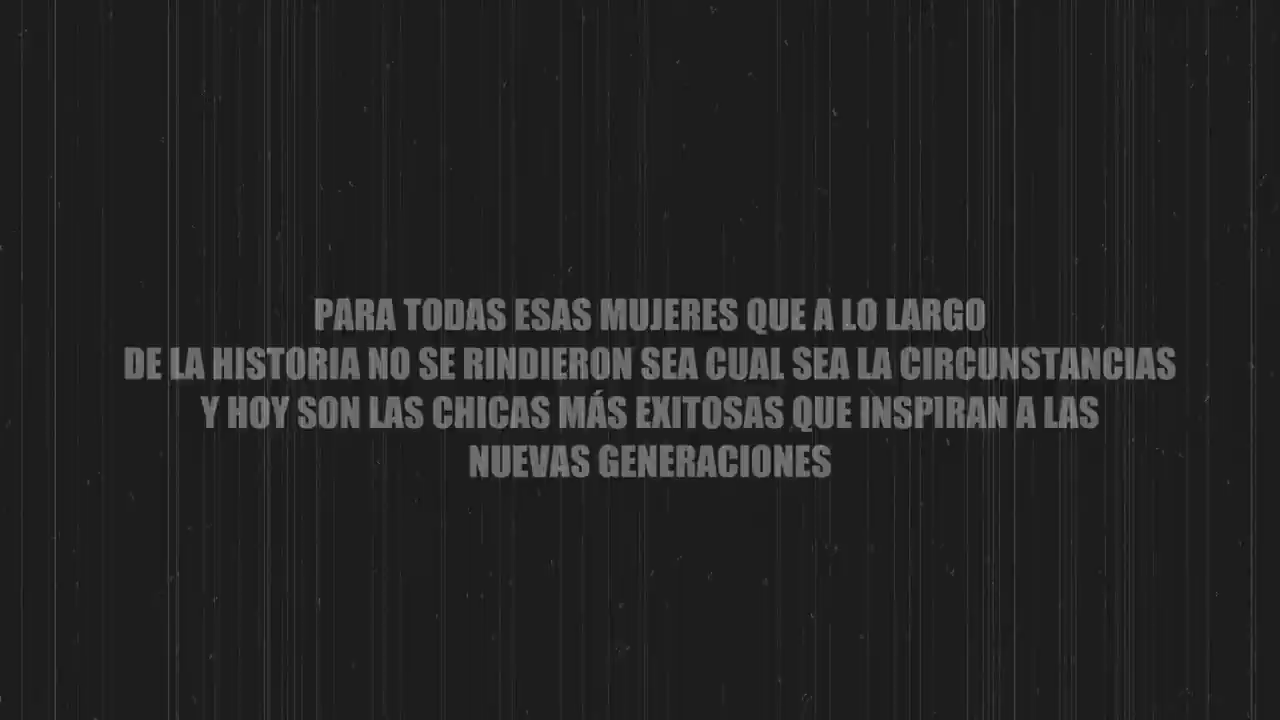 PARA TODAS ESAS MUJERES QUE A LO LARGO
DE LA HISTORIA NO SE RINDIERON SEA CUAL SEA LA CIRCUNSTANCIAS
Y HOY SON LAS CHICAS MÁS EXITOSAS QUE INSPIRAN A LAS
NUEVAS GENERACIONES